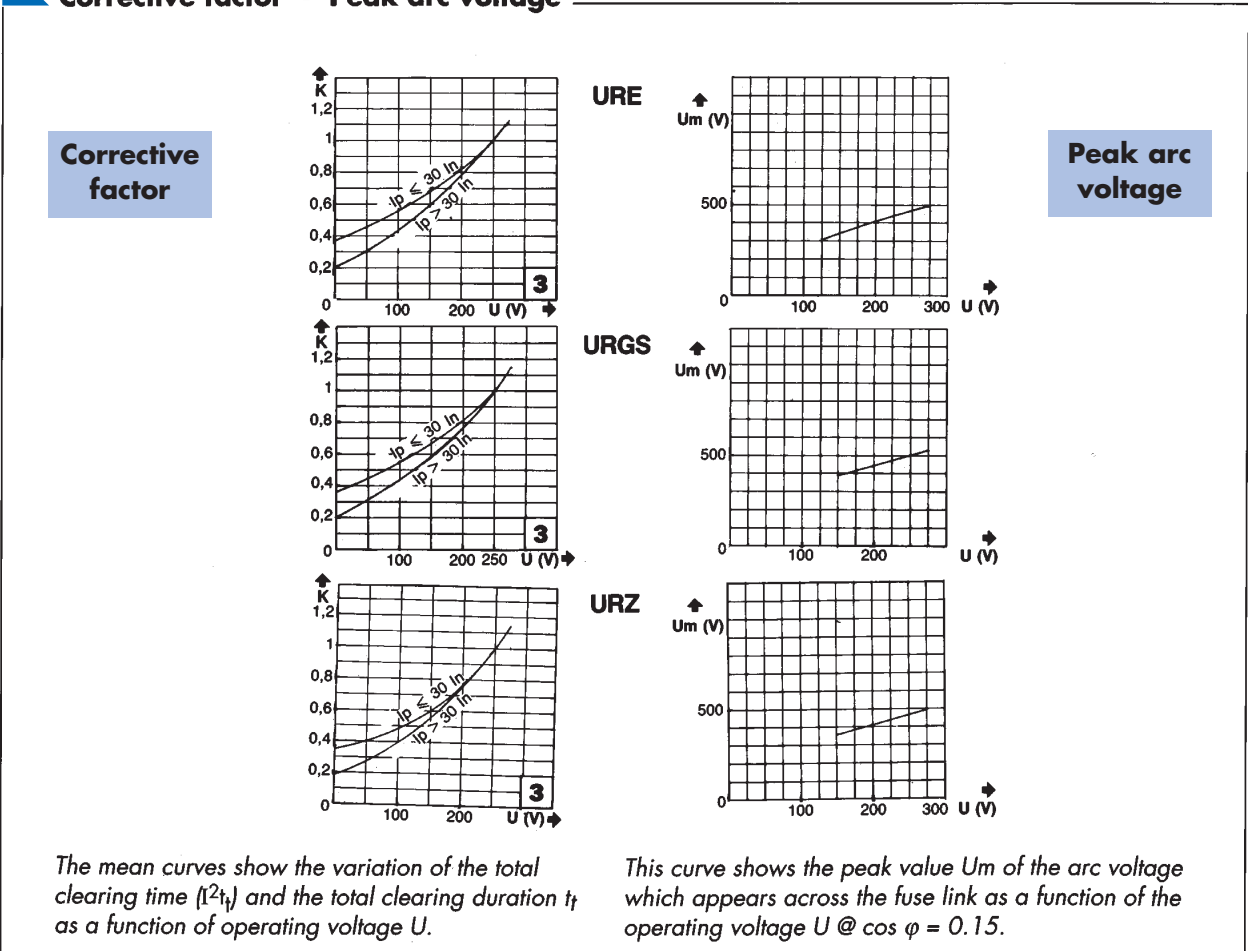 Corrective factor Peak arc voltage
Corrective
factor
K
1,2
1
0,8
0,6
0,4
0,2
0
100
200
U (V)
Ip ≤ 30 In
Ip > 30 In
3
URE
Um (V)
500
0
100
200
300
U (V)
Peak arc
voltage
K
1,2
1
0,8
0,6
0,4
0,2
0
100
200
250
U (V)
Ip ≤ 30 In
Ip > 30 In
3
URGS
Um (V)
500
0
100
200
U (V)
K
1,2
1
0,8
0,6
0,4
0,2
0
100
200
U (V)
Ip ≤ 30 In
Ip > 30 In
3
URZ
Um (V)
500
0
100
200
300
U (V)
The mean curves show the variation of the total
clearing time (I²tt) and the total clearing duration tt
as a function of operating voltage U.
This curve shows the peak value Um of the arc voltage
which appears across the fuse link as a function of the
operating voltage U @ cos φ = 0.15.